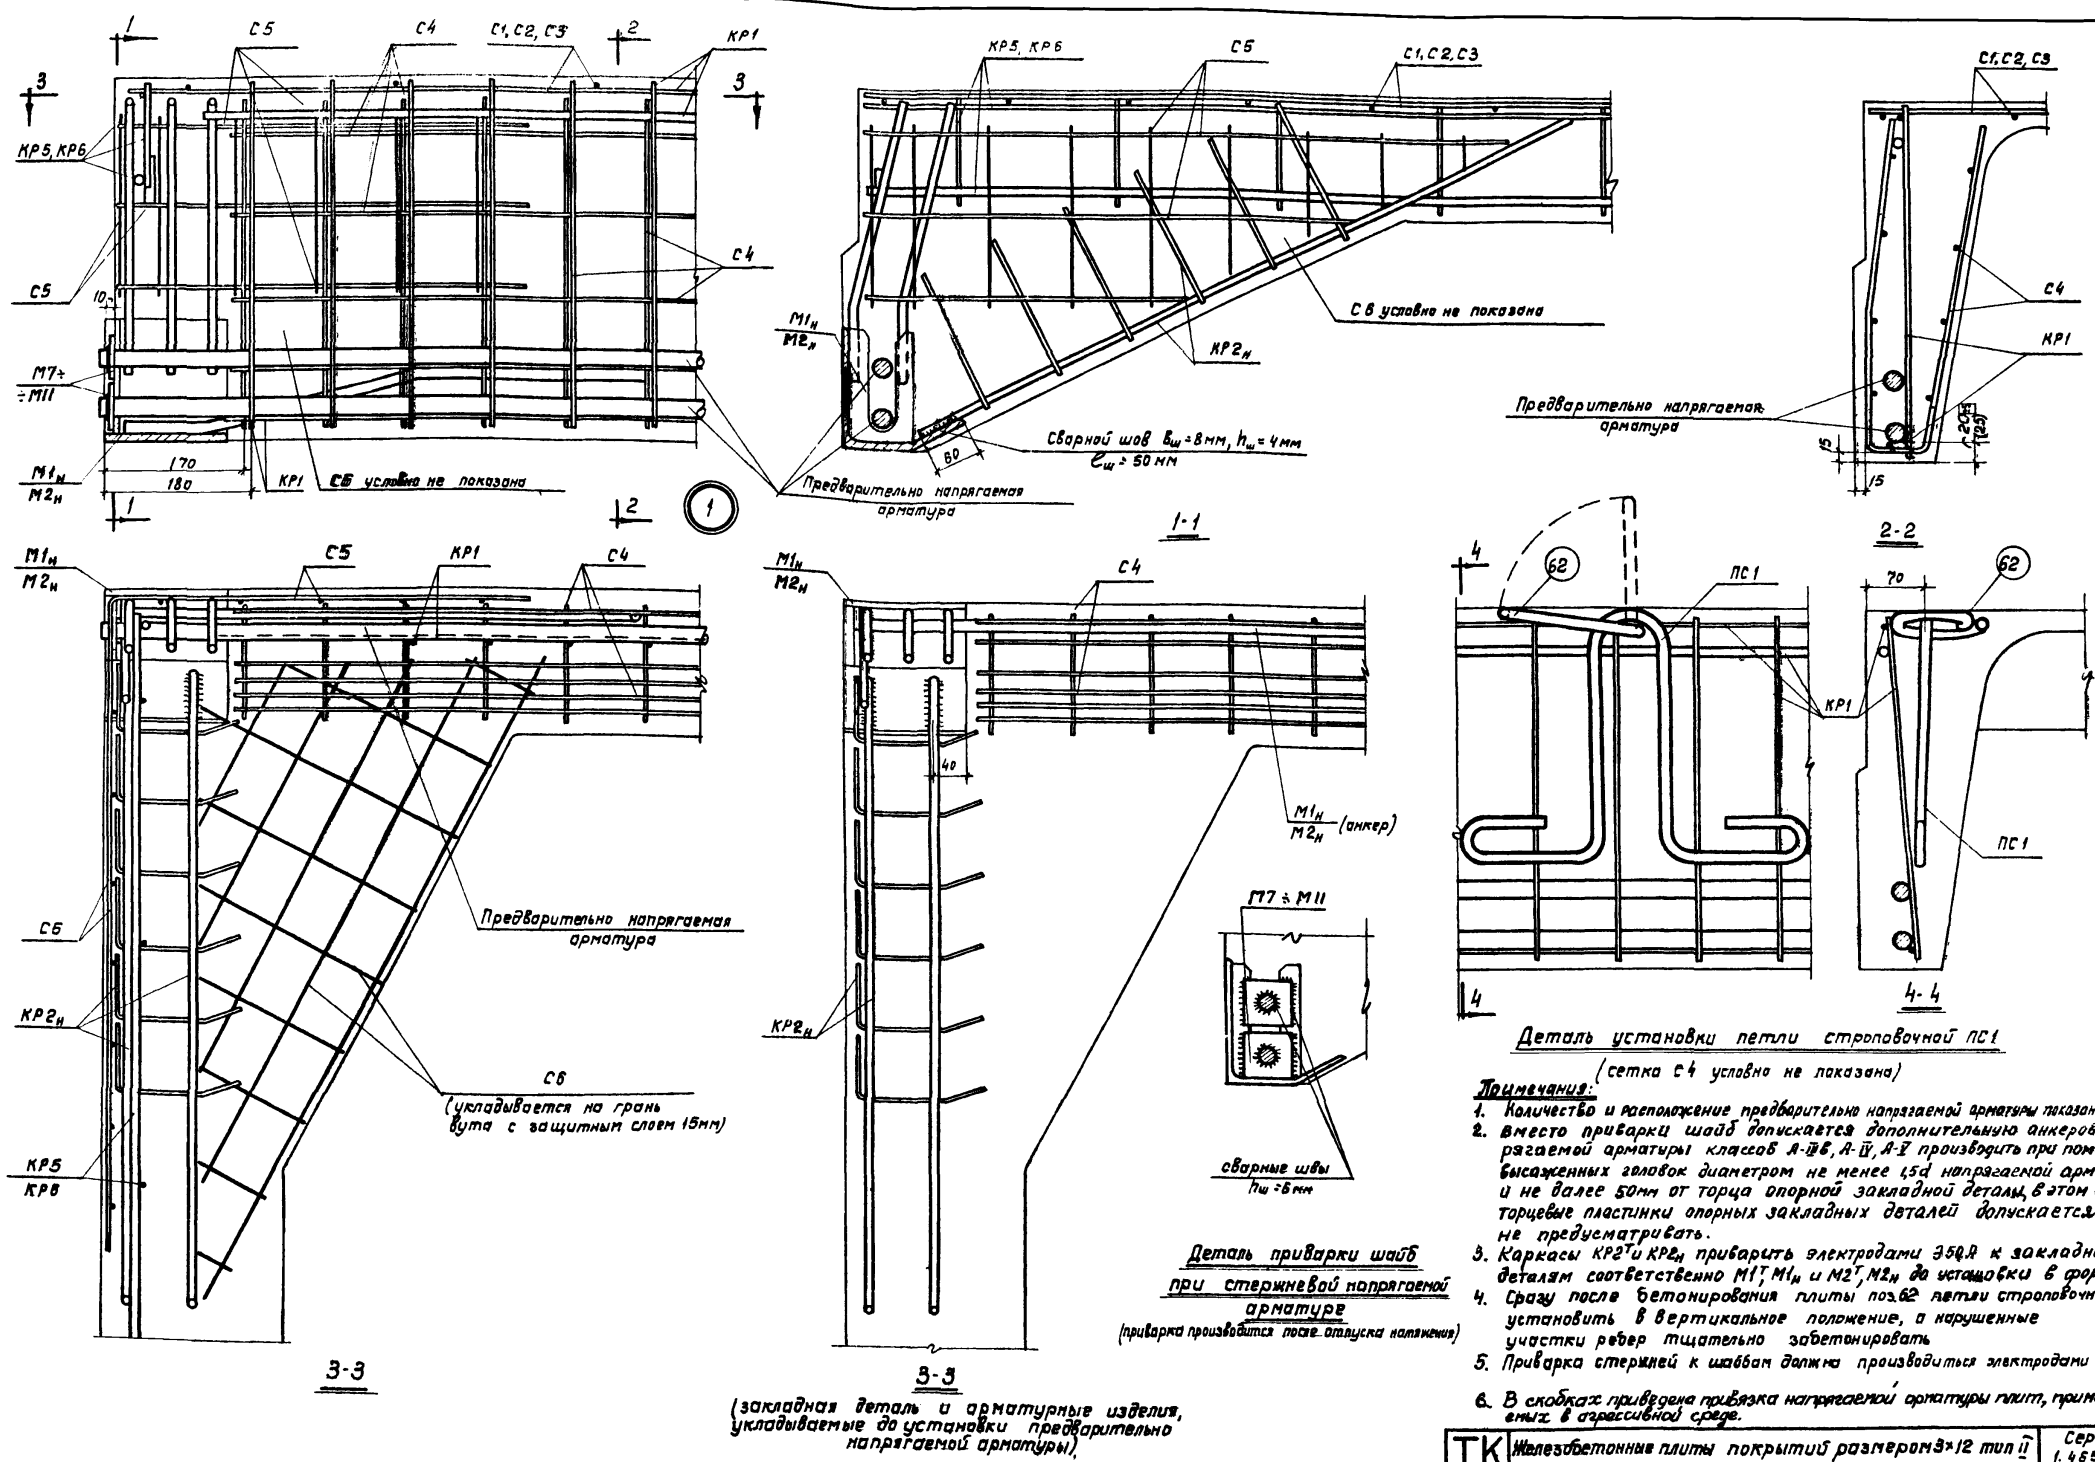 1
С5
С4
С1, С2, С3
2
КР1
3
3
КР5, КР6
С5
10
С4
М7÷
÷М11
М1н
М2н
170
180
КР1
С6 условно не показана
1
2
1
Предварительно напрягаемая
арматура
КР5, КР6
С5
С1, С2, С3
М1н
М2н
С6 условно не показана
КР2н
Сварной шов bш=8мм, hш=4мм
ℓш=50мм
60
1-1
С1, С2, С3
С4
КР1
Предварительно напрягаемая
арматура
15
15
20
(25)
2-2
М1н
М2н
С5
КР1
С4
Предварительно напрягаемая
арматура
С6
КР2н
С6
(укладывается на грань
вута с защитным слоем 15мм)
КР5
КР6
3-3
М1н
М2н
С4
40
М1н
М2н
(анкер)
КР2н
3-3
(закладная деталь и арматурные изделия,
укладываемые до установки предварительно
напрягаемой арматуры).
М7÷М11
сварные швы
hш=6мм
Деталь приварки шайб
при стержневой напрягаемой
арматуре
(приварка производится после отпуска натяжения)
4
62
ПС1
70
62
КР1
ПС1
4
4-4
Деталь установки петли строповочной ПС1
(сетка С4 условно не показана)
Примечания:
1. Количество и расположение предварительно напрягаемой арматуры показан
2. Вместо приварки шайб допускается дополнительную анкеров
рягаемой арматуры классов А-IIIв, А-IV, А-V производить при пом
высаженных головок диаметром не менее 1,5d напрягаемой арм
и не далее 50мм от торца опорной закладной детали, в этом
торцевые пластинки опорных закладных деталей допускается
не предусматривать.
3. Каркасы КР2т и КР2н приварить электродами Э50А к закладн
деталям соответственно М1т, М1н и М2т, М2н до установки в фор
4. Сразу после бетонирования плиты поз.62 петли строповочн
установить в вертикальное положение, а нарушенные
участки ребер тщательно забетонировать
5. Приварка стержней к шайбам должна производиться электродами
6. В скобках приведена привязка напрягаемой арматуры плит, прим
емых в агрессивной среде.
ТК
Железобетонные плиты покрытий размером 3×12 тип II
Сер
1.465